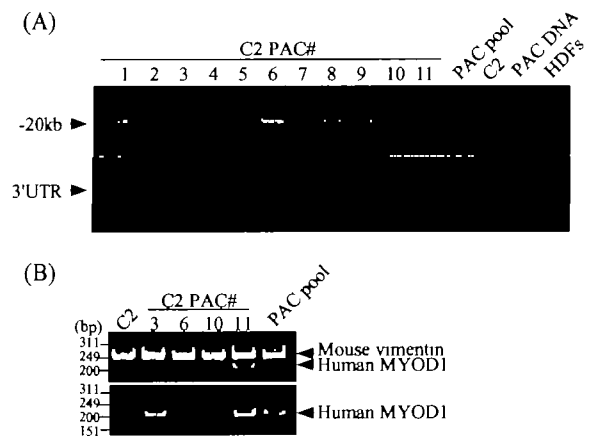 (A)
C2 PAC#
1 2 3 4 5 6 7 8 9 10 11 PAC pool C2 PAC DNA HDFs
-20kb
3'UTR
(B)
C2 PAC#
(bp) C2 3 6 10 11 PAC pool
311
249
200
Mouse vimentin
Human MYOD1
311
249
200
151
Human MYOD1